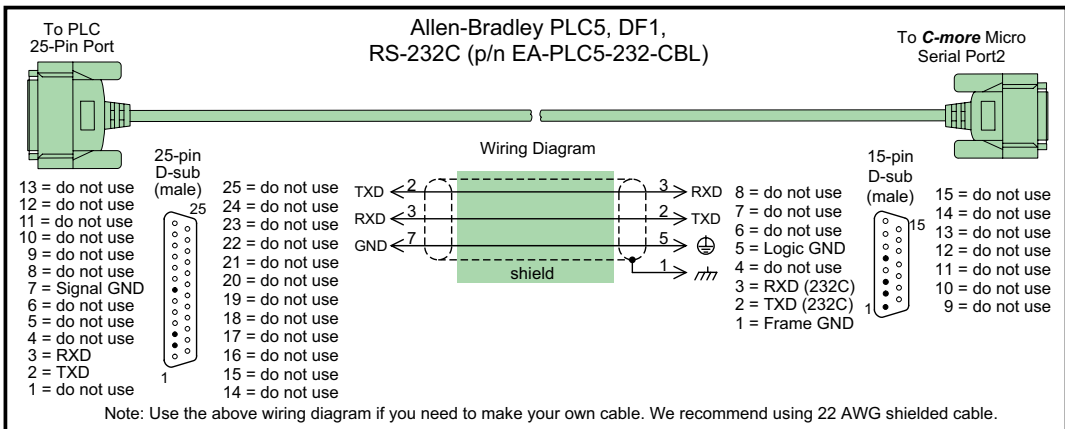 To PLC
25-Pin Port
Allen-Bradley PLC5, DF1,
RS-232C (p/n EA-PLC5-232-CBL)
To C-more Micro
Serial Port2
25-pin
D-sub
(male)
13 = do not use
12 = do not use
11 = do not use
10 = do not use
9 = do not use
8 = do not use
7 = Signal GND
6 = do not use
5 = do not use
4 = do not use
3 = RXD
2 = TXD
1 = do not use
25
1
25 = do not use
24 = do not use
23 = do not use
22 = do not use
21 = do not use
20 = do not use
19 = do not use
18 = do not use
17 = do not use
16 = do not use
15 = do not use
14 = do not use
Wiring Diagram
TXD 2 3 RXD
RXD 3 2 TXD
GND 7 5
shield 1
8 = do not use
7 = do not use
6 = do not use
5 = Logic GND
4 = do not use
3 = RXD (232C)
2 = TXD (232C)
1 = Frame GND
15-pin
D-sub
(male)
15
1
15 = do not use
14 = do not use
13 = do not use
12 = do not use
11 = do not use
10 = do not use
9 = do not use
Note: Use the above wiring diagram if you need to make your own cable. We recommend using 22 AWG shielded cable.